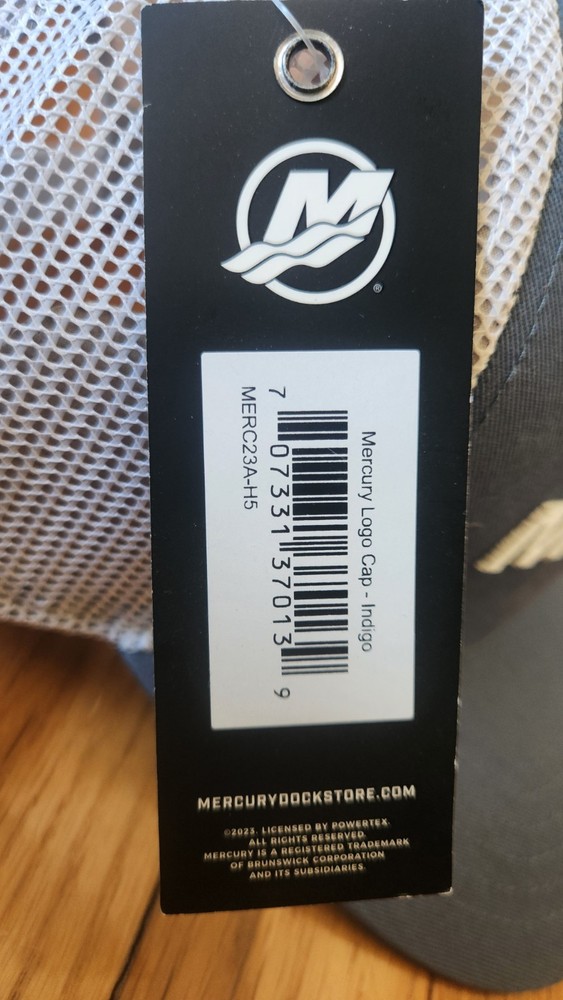 M
®
Mercury Logo Cap - Indigo
7 07331 37013 9
MERC23A-H5
MERCURYDOCKSTORE.COM
©2023. LICENSED BY POWERTEX.
ALL RIGHTS RESERVED.
MERCURY IS A REGISTERED TRADEMARK
OF BRUNSWICK CORPORATION
AND ITS SUBSIDIARIES.